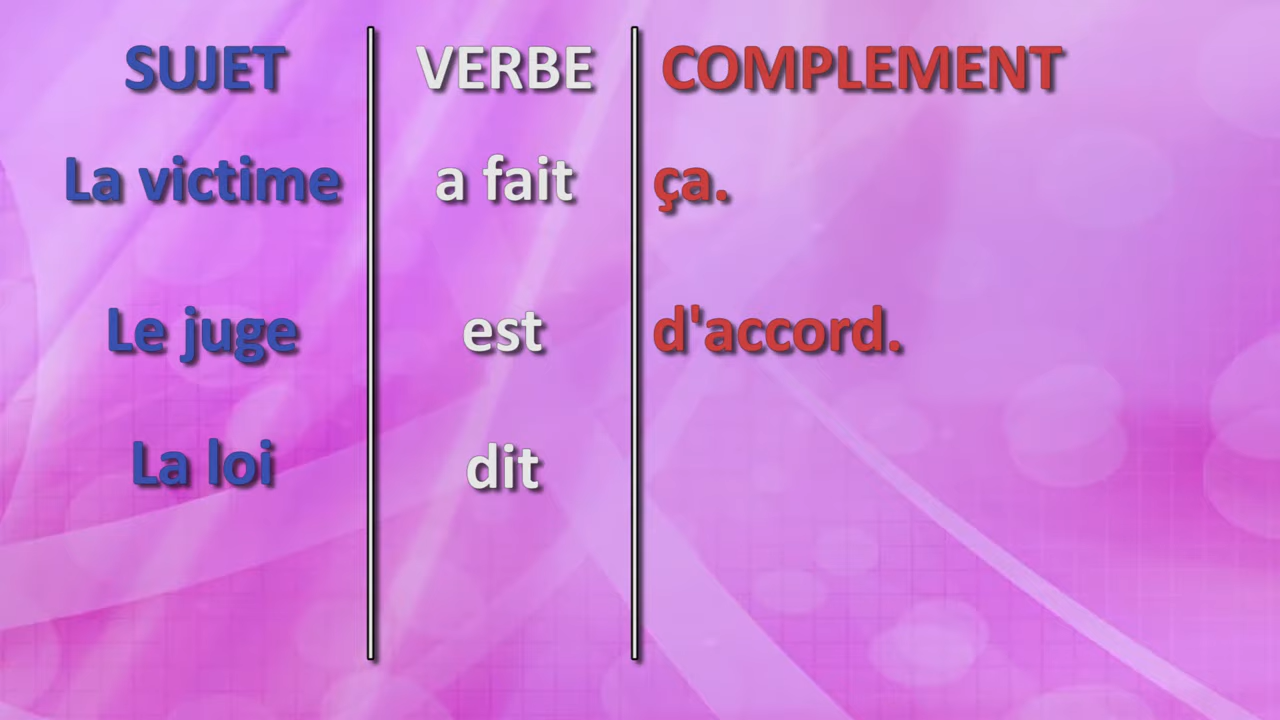 SUJET VERBE COMPLEMENT
La victime a fait ça.
Le juge est d'accord.
La loi dit